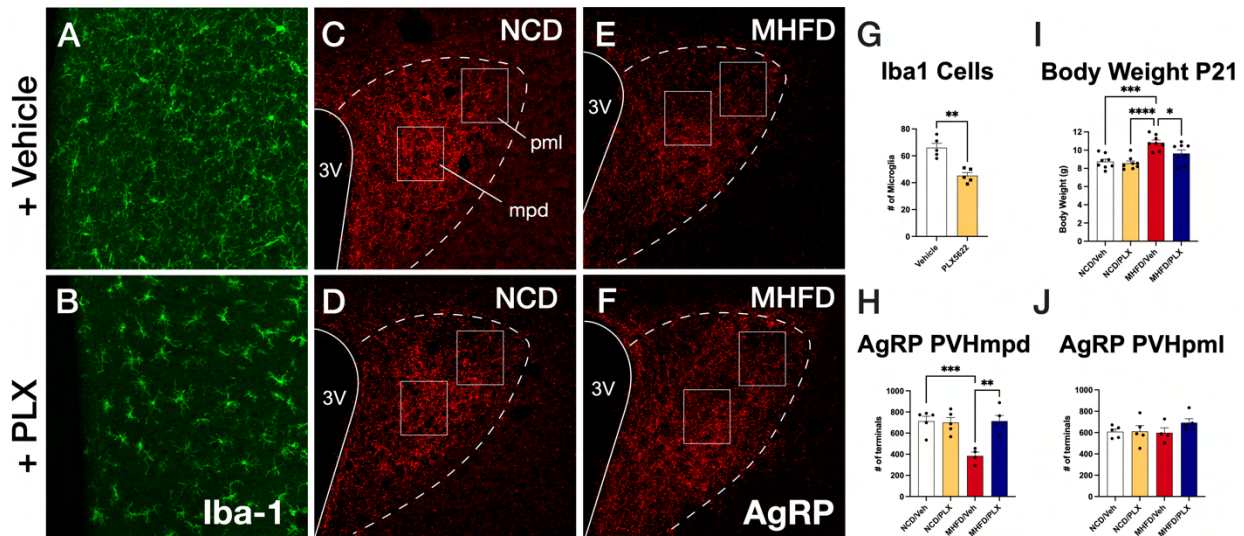 + Vehicle
+ PLX
A
B
Iba-1
C
NCD
3V
pml
mpd
D
NCD
3V
E
MHFD
3V
F
MHFD
3V
AgRP
G
Iba1 Cells
**
80
60
40
20
0
# of Microglia
Vehicle
PLX5622
I
Body Weight P21
***
****
*
12
10
8
6
4
2
0
Body Weight (g)
NCD/Veh
NCD/PLX
MHFD/Veh
MHFD/PLX
H
AgRP PVHmpd
***
**
1000
800
600
400
200
0
# of terminals
NCD/Veh
NCD/PLX
MHFD/Veh
MHFD/PLX
J
AgRP PVHpml
1000
800
600
400
200
0
# of terminals
NCD/Veh
NCD/PLX
MHFD/Veh
MHFD/PLX